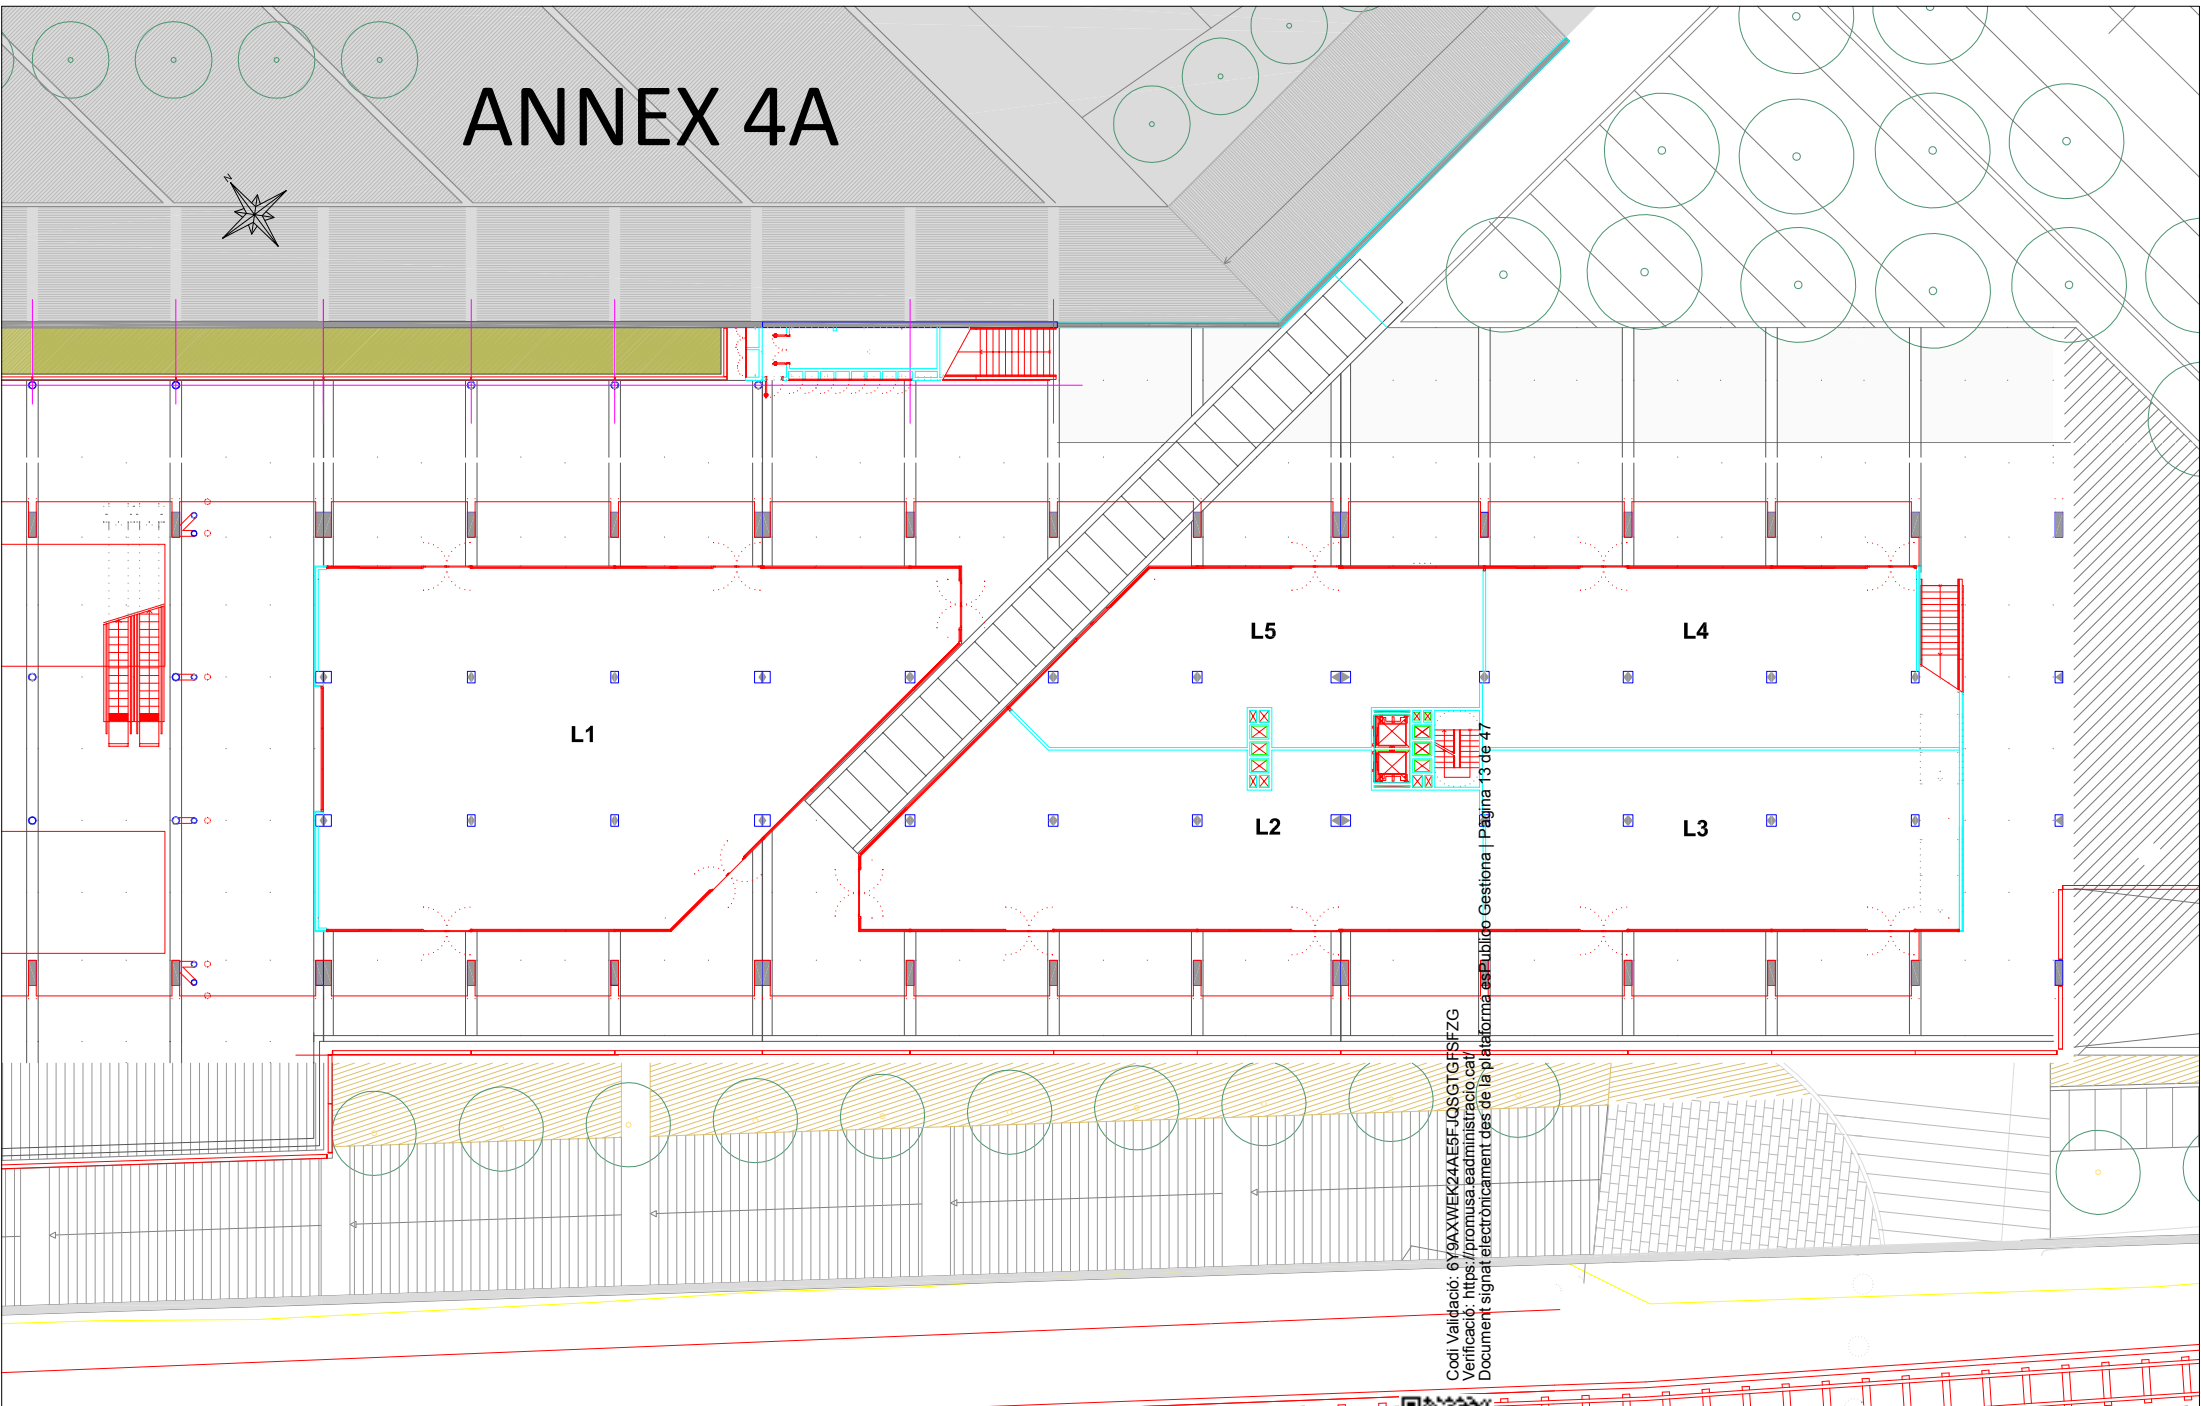 ANNEX 4A
N
L5
L4
L1
L2
L3
Codi Validació: 6Y9AXWEK24AE5FJQSGTGFSFZG
Verificació: https://promusa.eadministracio.cat/
Document signat electrònicament des de la plataforma esPublico Gestiona | Pàgina 13 de 47